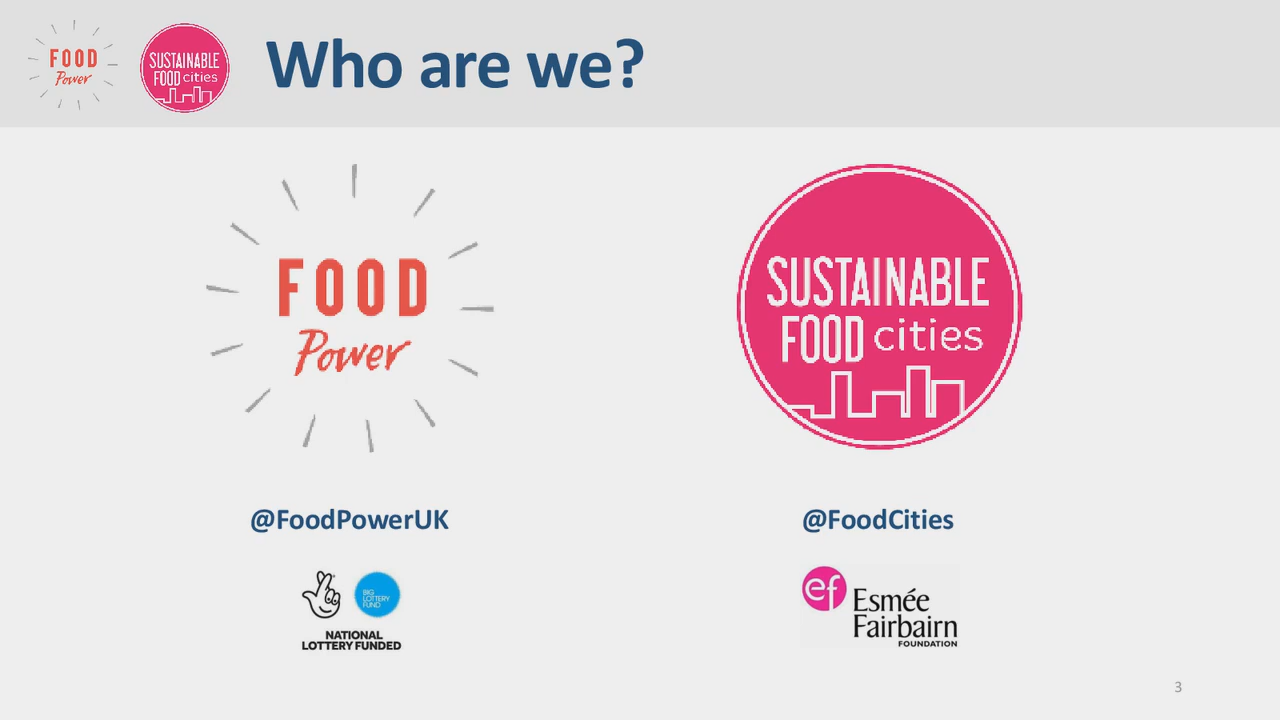 FOOD
Power
SUSTAINABLE
FOOD cities
Who are we?
FOOD
Power
SUSTAINABLE
FOOD cities
@FoodPowerUK
@FoodCities
BIG
LOTTERY
FUND
NATIONAL
LOTTERY FUNDED
ef
Esmée
Fairbairn
FOUNDATION
3